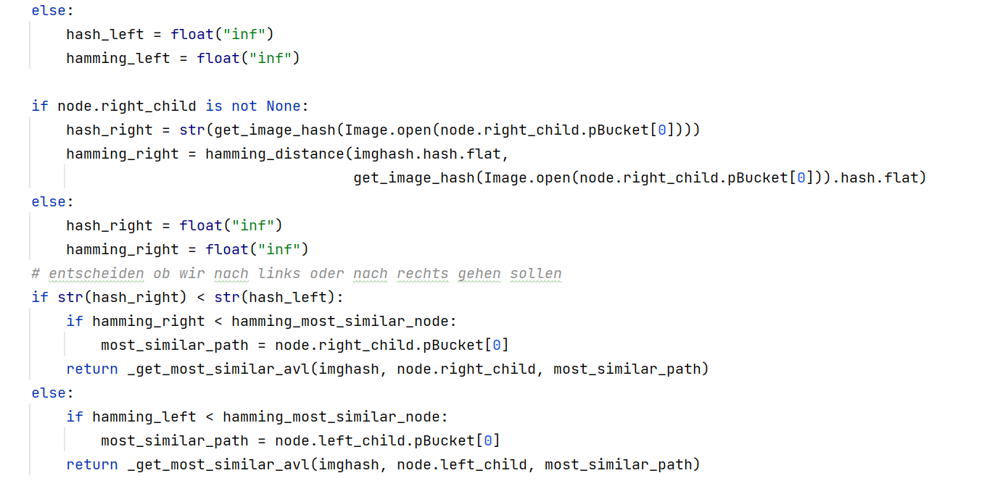 else:
    hash_left = float("inf")
    hamming_left = float("inf")

if node.right_child is not None:
    hash_right = str(get_image_hash(Image.open(node.right_child.pBucket[0])))
    hamming_right = hamming_distance(imghash.hash.flat,
                                     get_image_hash(Image.open(node.right_child.pBucket[0])).hash.flat)
else:
    hash_right = float("inf")
    hamming_right = float("inf")
# entscheiden ob wir nach links oder nach rechts gehen sollen
if str(hash_right) < str(hash_left):
    if hamming_right < hamming_most_similar_node:
        most_similar_path = node.right_child.pBucket[0]
    return _get_most_similar_avl(imghash, node.right_child, most_similar_path)
else:
    if hamming_left < hamming_most_similar_node:
        most_similar_path = node.left_child.pBucket[0]
    return _get_most_similar_avl(imghash, node.left_child, most_similar_path)